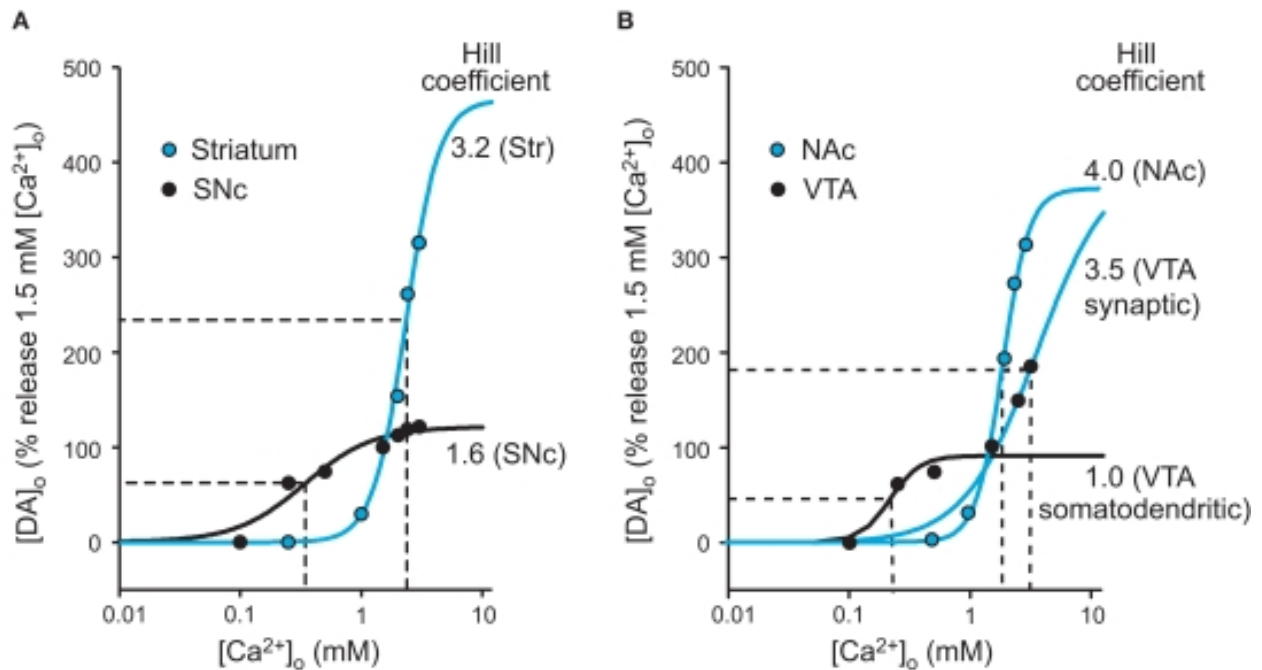 A
Hill
coefficient
500
400
300
200
100
0
[DA]ₒ (% release 1.5 mM [Ca²⁺]ₒ)
Striatum
SNc
3.2 (Str)
1.6 (SNc)
0.01
0.1
1
10
[Ca²⁺]ₒ (mM)
B
Hill
coefficient
500
400
300
200
100
0
[DA]ₒ (% release 1.5 mM [Ca²⁺]ₒ)
NAc
VTA
4.0 (NAc)
3.5 (VTA
synaptic)
1.0 (VTA
somatodendritic)
0.01
0.1
1
10
[Ca²⁺]ₒ (mM)